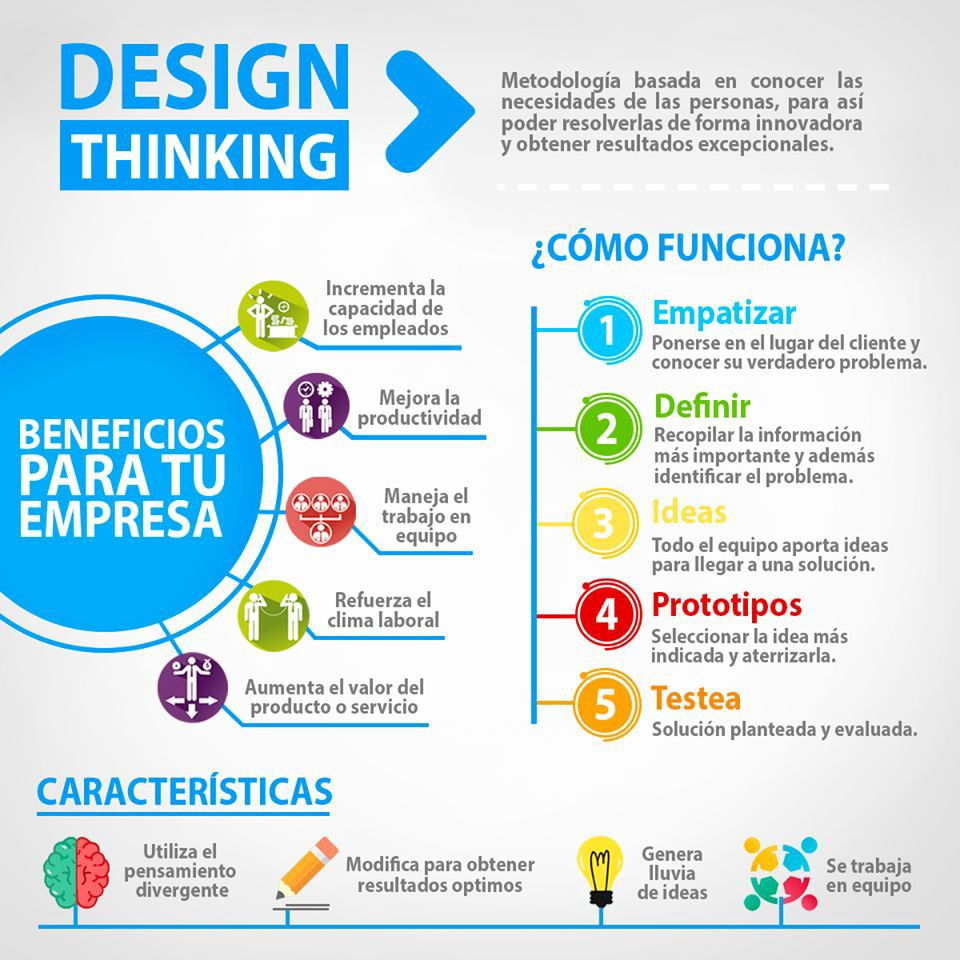 DESIGN
THINKING
Metodología basada en conocer las
necesidades de las personas, para así
poder resolverlas de forma innovadora
y obtener resultados excepcionales.
BENEFICIOS
PARA TU
EMPRESA
Incrementa la
capacidad de
los empleados
Mejora la
productividad
Maneja el
trabajo en
equipo
Refuerza el
clima laboral
Aumenta el valor del
producto o servicio
¿CÓMO FUNCIONA?
1
Empatizar
Ponerse en el lugar del cliente y
conocer su verdadero problema.
2
Definir
Recopilar la información
más importante y además
identificar el problema.
3
Ideas
Todo el equipo aporta ideas
para llegar a una solución.
4
Prototipos
Seleccionar la idea más
indicada y aterrizarla.
5
Testea
Solución planteada y evaluada.
CARACTERÍSTICAS
Utiliza el
pensamiento
divergente
Modifica para obtener
resultados optimos
Genera
lluvia
de ideas
Se trabaja
en equipo